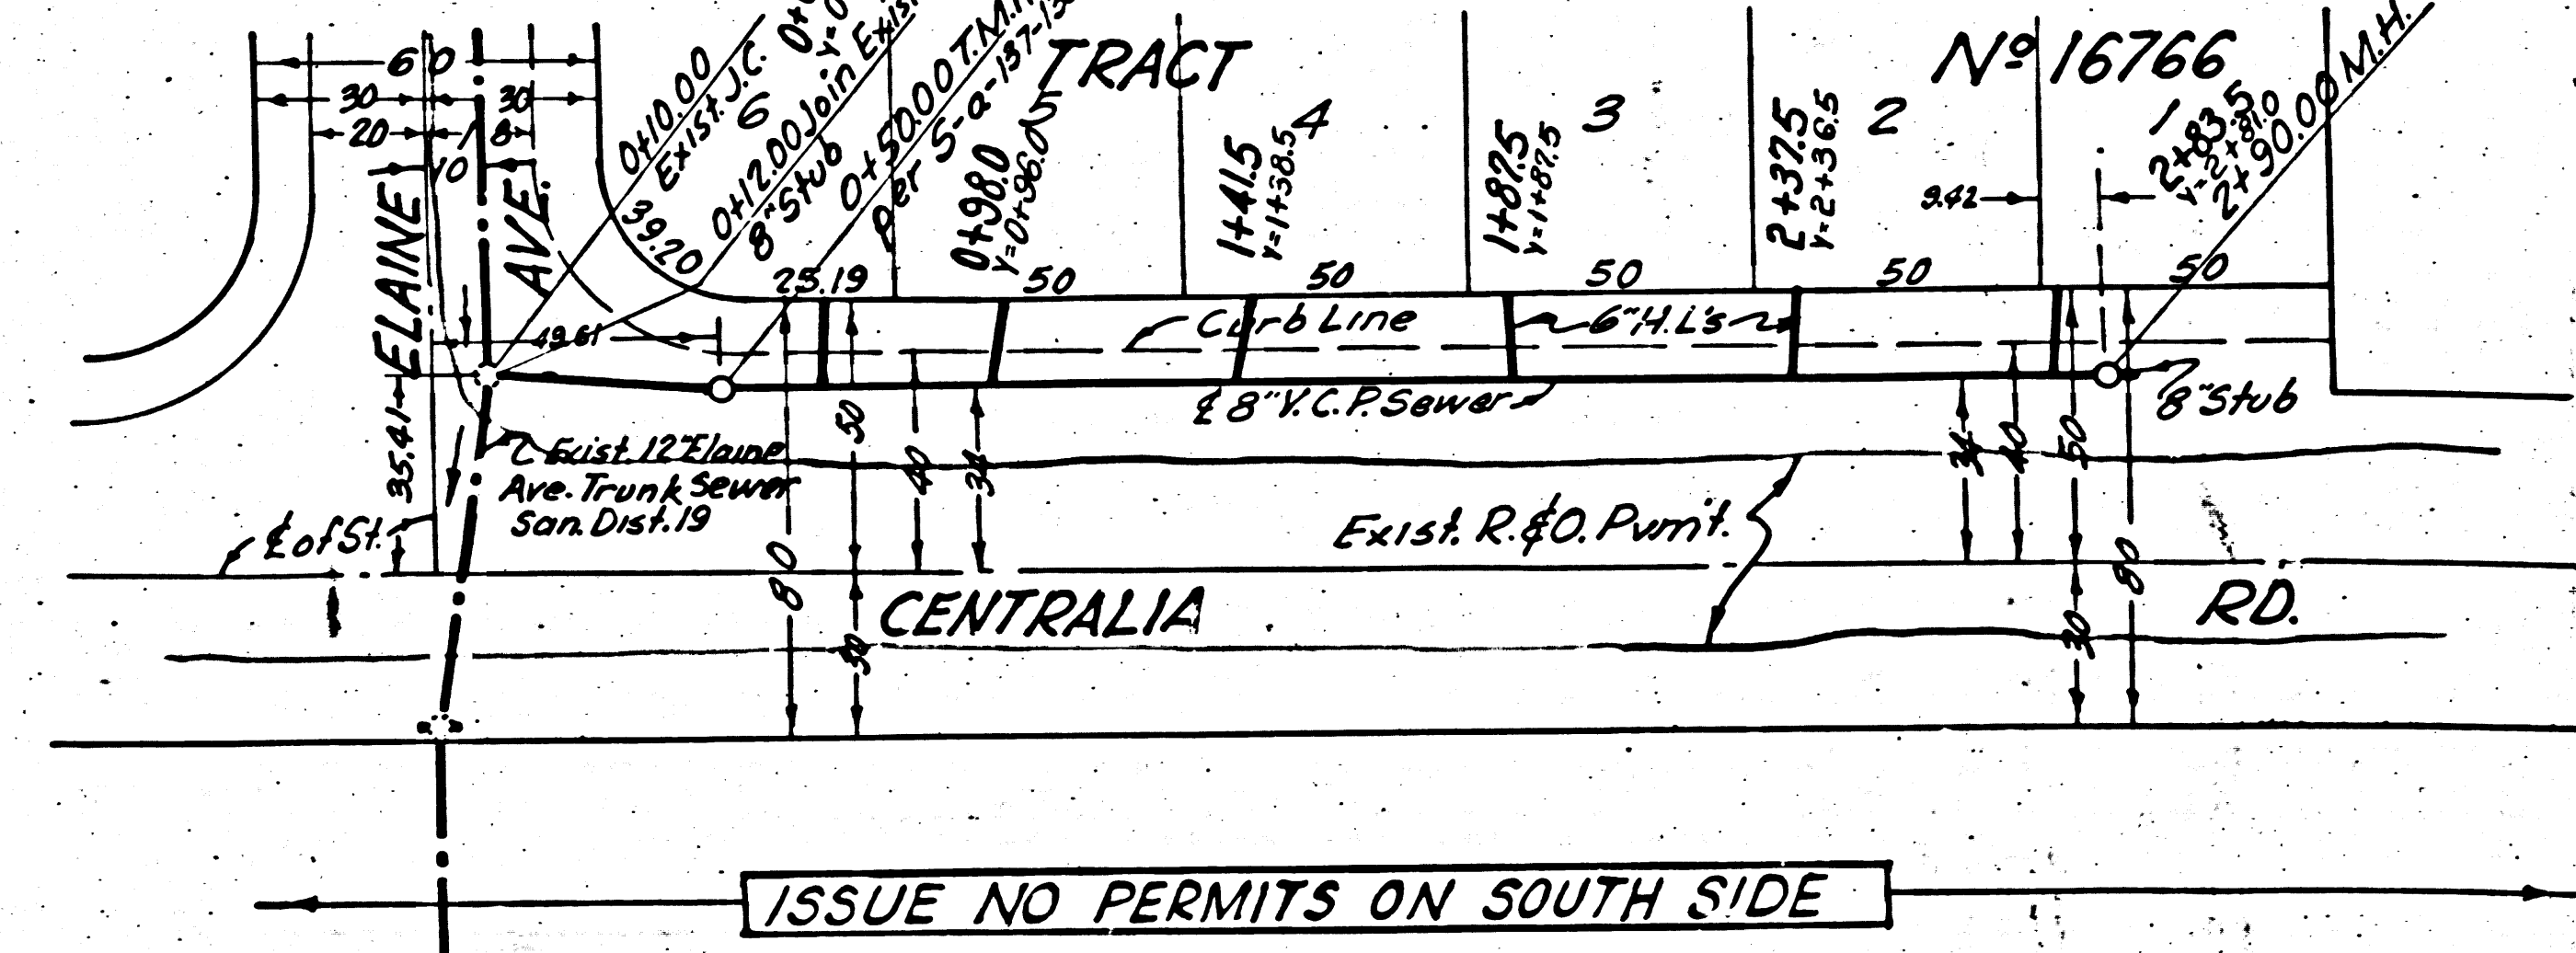 TRACT
Nº 16766
60
30
30
20
8
10
ELAINE
AVE.
0+10.00
Exist. J.C.
6
39.20
0+12.00 Join
8" Stub
0+50.00 T.M.H.
Per S-a-137-
5
0+98.0
Y=0+96.0
4
1+41.5
Y=1+38.5
3
1+87.5
Y=1+87.5
2
2+37.5
Y=2+36.5
1
2+83.5
Y=2+81.0
2+90.00 M.H.
9.42
25.19
50
50
50
50
50
49.61
Curb Line
6" H.L's
℄ 8" V.C.P. Sewer
8" Stub
35.41
Exist. 12" Elaine
Ave. Trunk Sewer
San. Dist. 19
℄ of St.
50
40
34
34
40
50
Exist. R.&O. Pvm't.
80
80
CENTRALIA
RD.
30
30
ISSUE NO PERMITS ON SOUTH SIDE